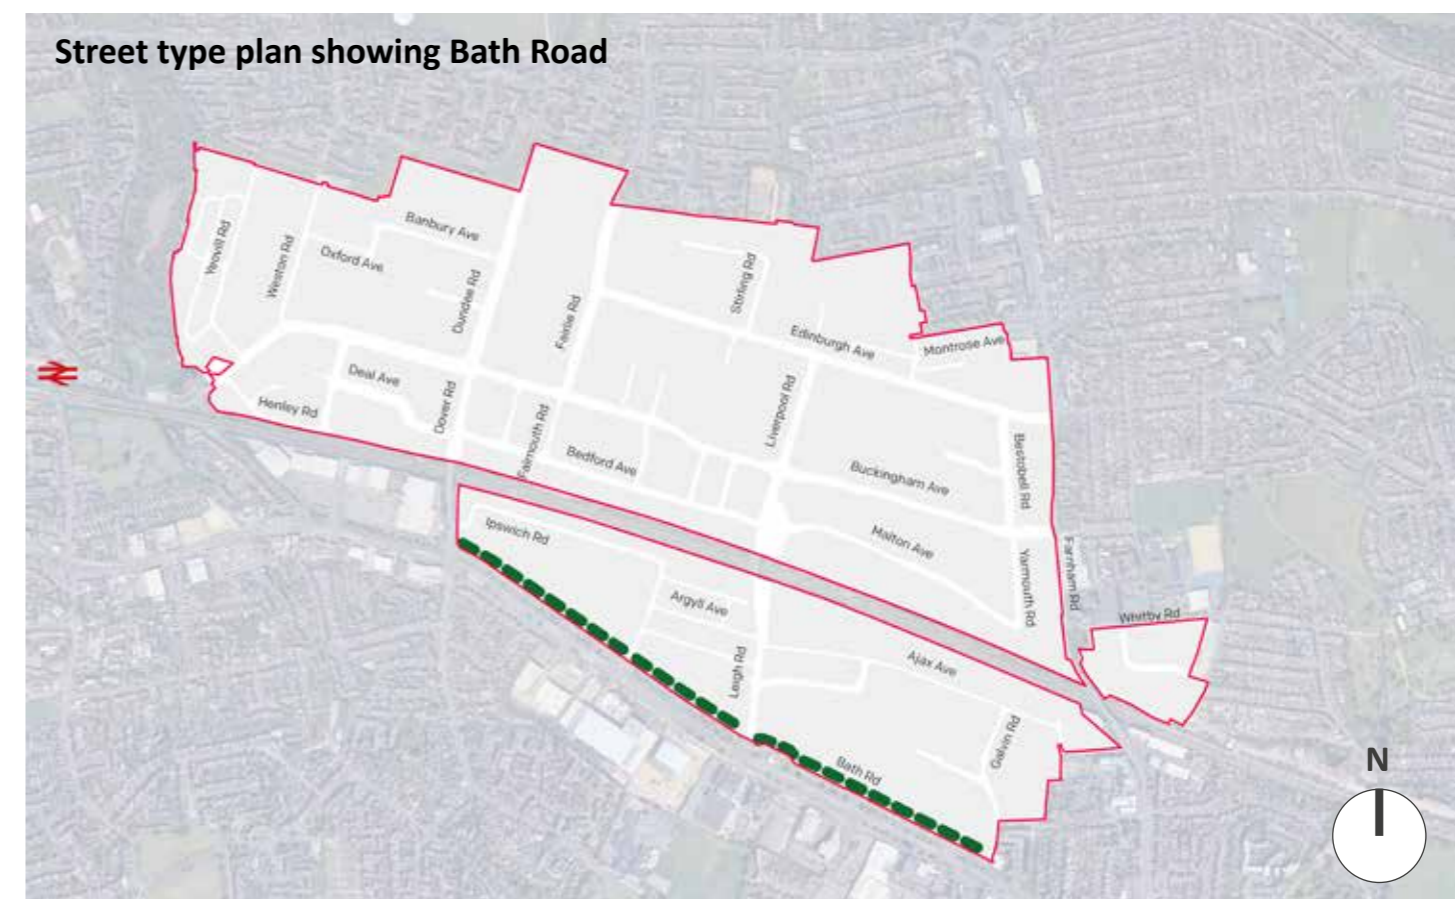 Street type plan showing Bath Road
Banbury Ave
Yeovill Rd
Weston Rd
Oxford Ave
Dundee Rd
Stirling Rd
Fairlie Rd
Edinburgh Ave
Montrose Ave
Deal Ave
Henley Rd
Dover Rd
Falmouth Rd
Liverpool Rd
Bedford Ave
Buckingham Ave
Bestobell Rd
Malton Ave
Ipswich Rd
Yarmouth Rd
Farnham Rd
Argyll Ave
Whitby Rd
Leigh Rd
Ajax Ave
Galvin Rd
Bath Rd
N